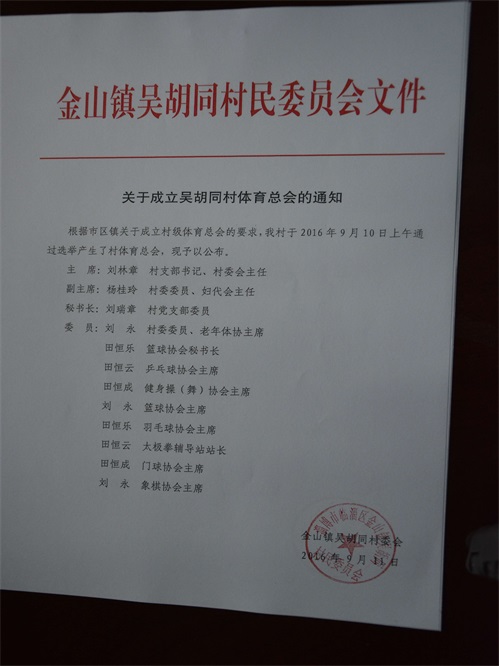 金山镇吴胡同村民委员会文件
关于成立吴胡同村体育总会的通知
根据市区镇关于成立村级体育总会的要求，我村于2016年9月10日上午通
过选举产生了村体育总会，现予以公布。
主　席：刘林章　村支部书记、村委会主任
副主席：杨桂玲　村委委员、妇代会主任
秘书长：刘瑞章　村党支部委员
委　员：刘　永　村委委员、老年体协主席
田恒乐　篮球协会秘书长
田恒云　乒乓球协会主席
田恒成　健身操（舞）协会主席
刘　永　篮球协会主席
田恒乐　羽毛球协会主席
田恒云　太极拳辅导站站长
田恒成　门球协会主席
刘　永　象棋协会主席
金山镇吴胡同村委会
2016年9月11日